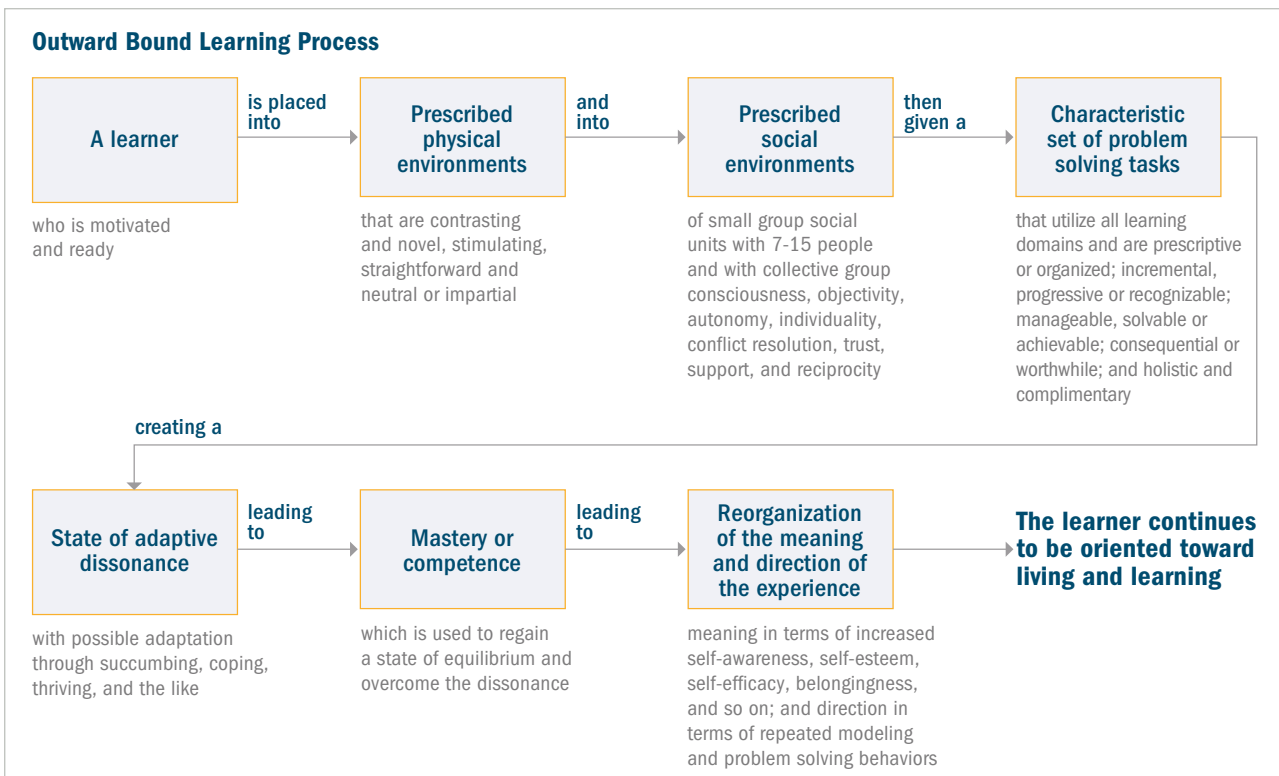 Outward Bound Learning Process
A learner
is placed
into
Prescribed
physical
environments
and
into
Prescribed
social
environments
then
given a
Characteristic
set of problem
solving tasks
who is motivated
and ready
that are contrasting
and novel, stimulating,
straightforward and
neutral or impartial
of small group social
units with 7-15 people
and with collective group
consciousness, objectivity,
autonomy, individuality,
conflict resolution, trust,
support, and reciprocity
that utilize all learning
domains and are prescriptive
or organized; incremental,
progressive or recognizable;
manageable, solvable or
achievable; consequential or
worthwhile; and holistic and
complimentary
creating a
State of adaptive
dissonance
leading
to
Mastery or
competence
leading
to
Reorganization
of the meaning
and direction of
the experience
The learner continues
to be oriented toward
living and learning
with possible adaptation
through succumbing, coping,
thriving, and the like
which is used to regain
a state of equilibrium and
overcome the dissonance
meaning in terms of increased
self-awareness, self-esteem,
self-efficacy, belongingness,
and so on; and direction in
terms of repeated modeling
and problem solving behaviors